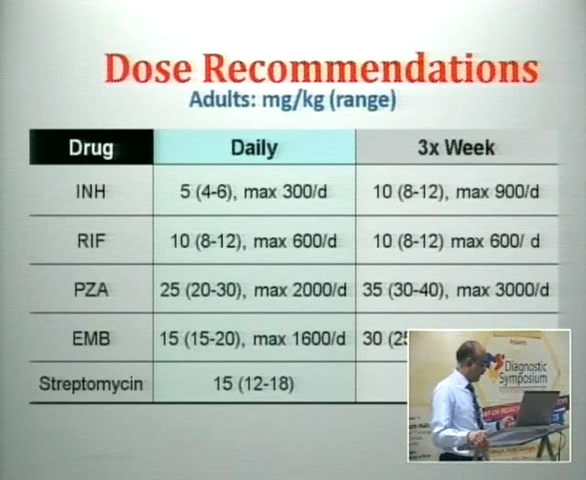 Dose Recommendations
Adults: mg/kg (range)
Drug Daily 3x Week
INH 5 (4-6), max 300/d 10 (8-12), max 900/d
RIF 10 (8-12), max 600/d 10 (8-12) max 600/ d
PZA 25 (20-30), max 2000/d 35 (30-40), max 3000/d
EMB 15 (15-20), max 1600/d 30 (25
Streptomycin 15 (12-18)
Diagnostic
Symposium